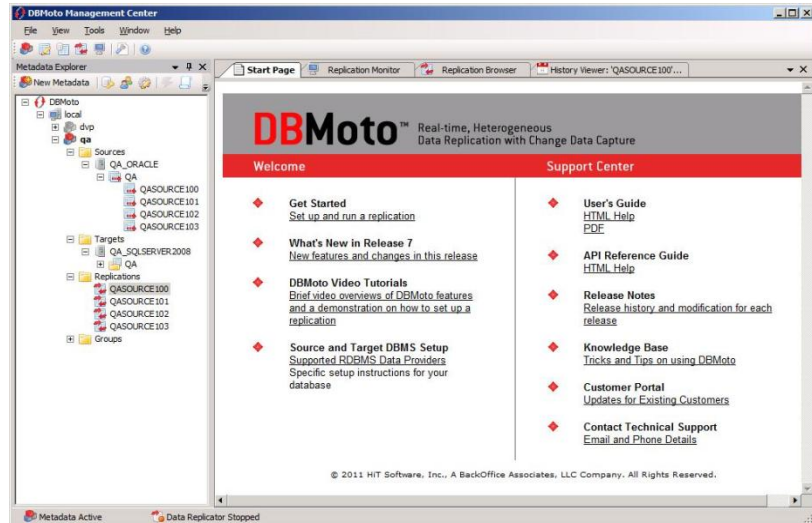 DBMoto Management Center
File View Tools Window Help
Metadata Explorer
New Metadata
DBMoto
local
dvp
qa
Sources
QA_ORACLE
QA
QASOURCE100
QASOURCE101
QASOURCE102
QASOURCE103
Targets
QA_SQLSERVER2008
QA
Replications
QASOURCE100
QASOURCE101
QASOURCE102
QASOURCE103
Groups
Start Page Replication Monitor Replication Browser History Viewer: 'QASOURCE100'...
DBMoto™ Real-time, Heterogeneous
Data Replication with Change Data Capture
Welcome
Get Started
Set up and run a replication
What's New in Release 7
New features and changes in this release
DBMoto Video Tutorials
Brief video overviews of DBMoto features
and a demonstration on how to set up a
replication
Source and Target DBMS Setup
Supported RDBMS Data Providers
Specific setup instructions for your
database
Support Center
User's Guide
HTML Help
PDF
API Reference Guide
HTML Help
Release Notes
Release history and modification for each
release
Knowledge Base
Tricks and Tips on using DBMoto
Customer Portal
Updates for Existing Customers
Contact Technical Support
Email and Phone Details
© 2011 HiT Software, Inc., A BackOffice Associates, LLC Company. All Rights Reserved.
Metadata Active Data Replicator Stopped